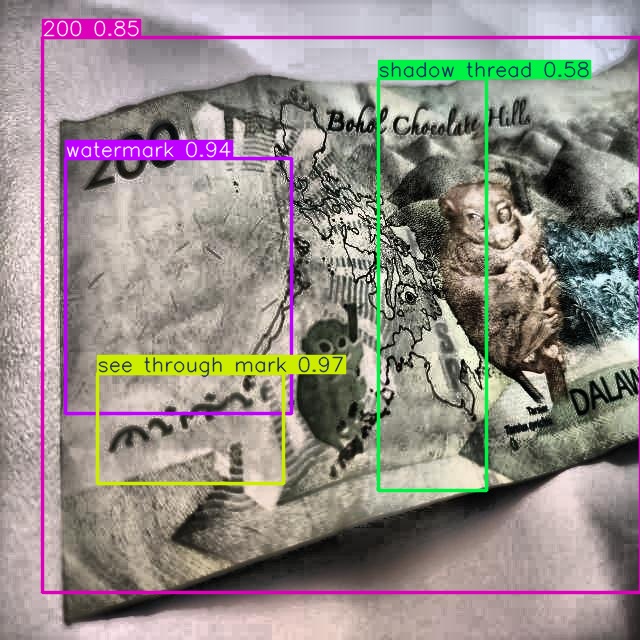 200 0.85
shadow thread 0.58
Bohol Chocolate Hills
200
watermark 0.94
see through mark 0.97
Tarsier
DALAW